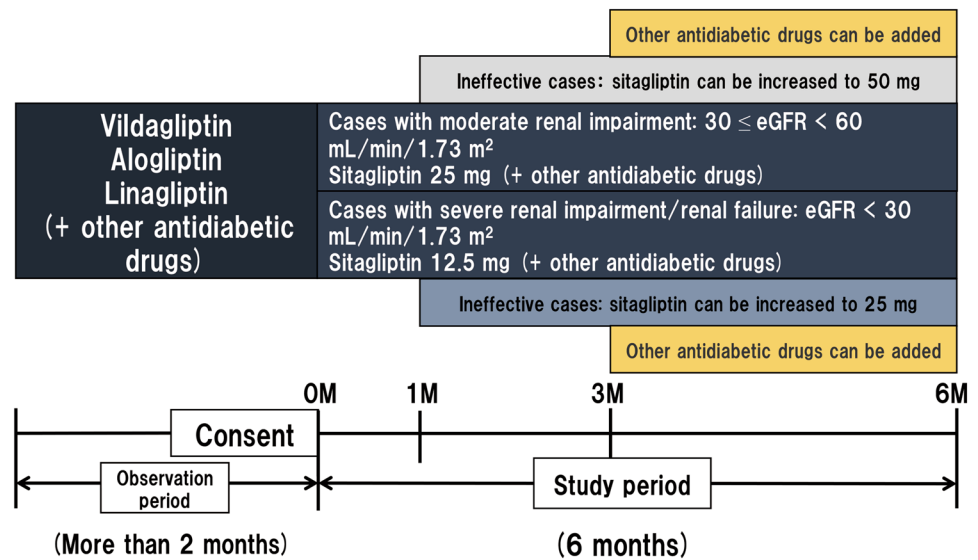 Other antidiabetic drugs can be added
Ineffective cases: sitagliptin can be increased to 50 mg
Vildagliptin
Alogliptin
Linagliptin
(+ other antidiabetic
drugs)
Cases with moderate renal impairment: 30 ≤ eGFR < 60
mL/min/1.73 m²
Sitagliptin 25 mg (+ other antidiabetic drugs)
Cases with severe renal impairment/renal failure: eGFR < 30
mL/min/1.73 m²
Sitagliptin 12.5 mg (+ other antidiabetic drugs)
Ineffective cases: sitagliptin can be increased to 25 mg
Other antidiabetic drugs can be added
0M 1M 3M 6M
Consent
Observation
period
Study period
(More than 2 months) (6 months)